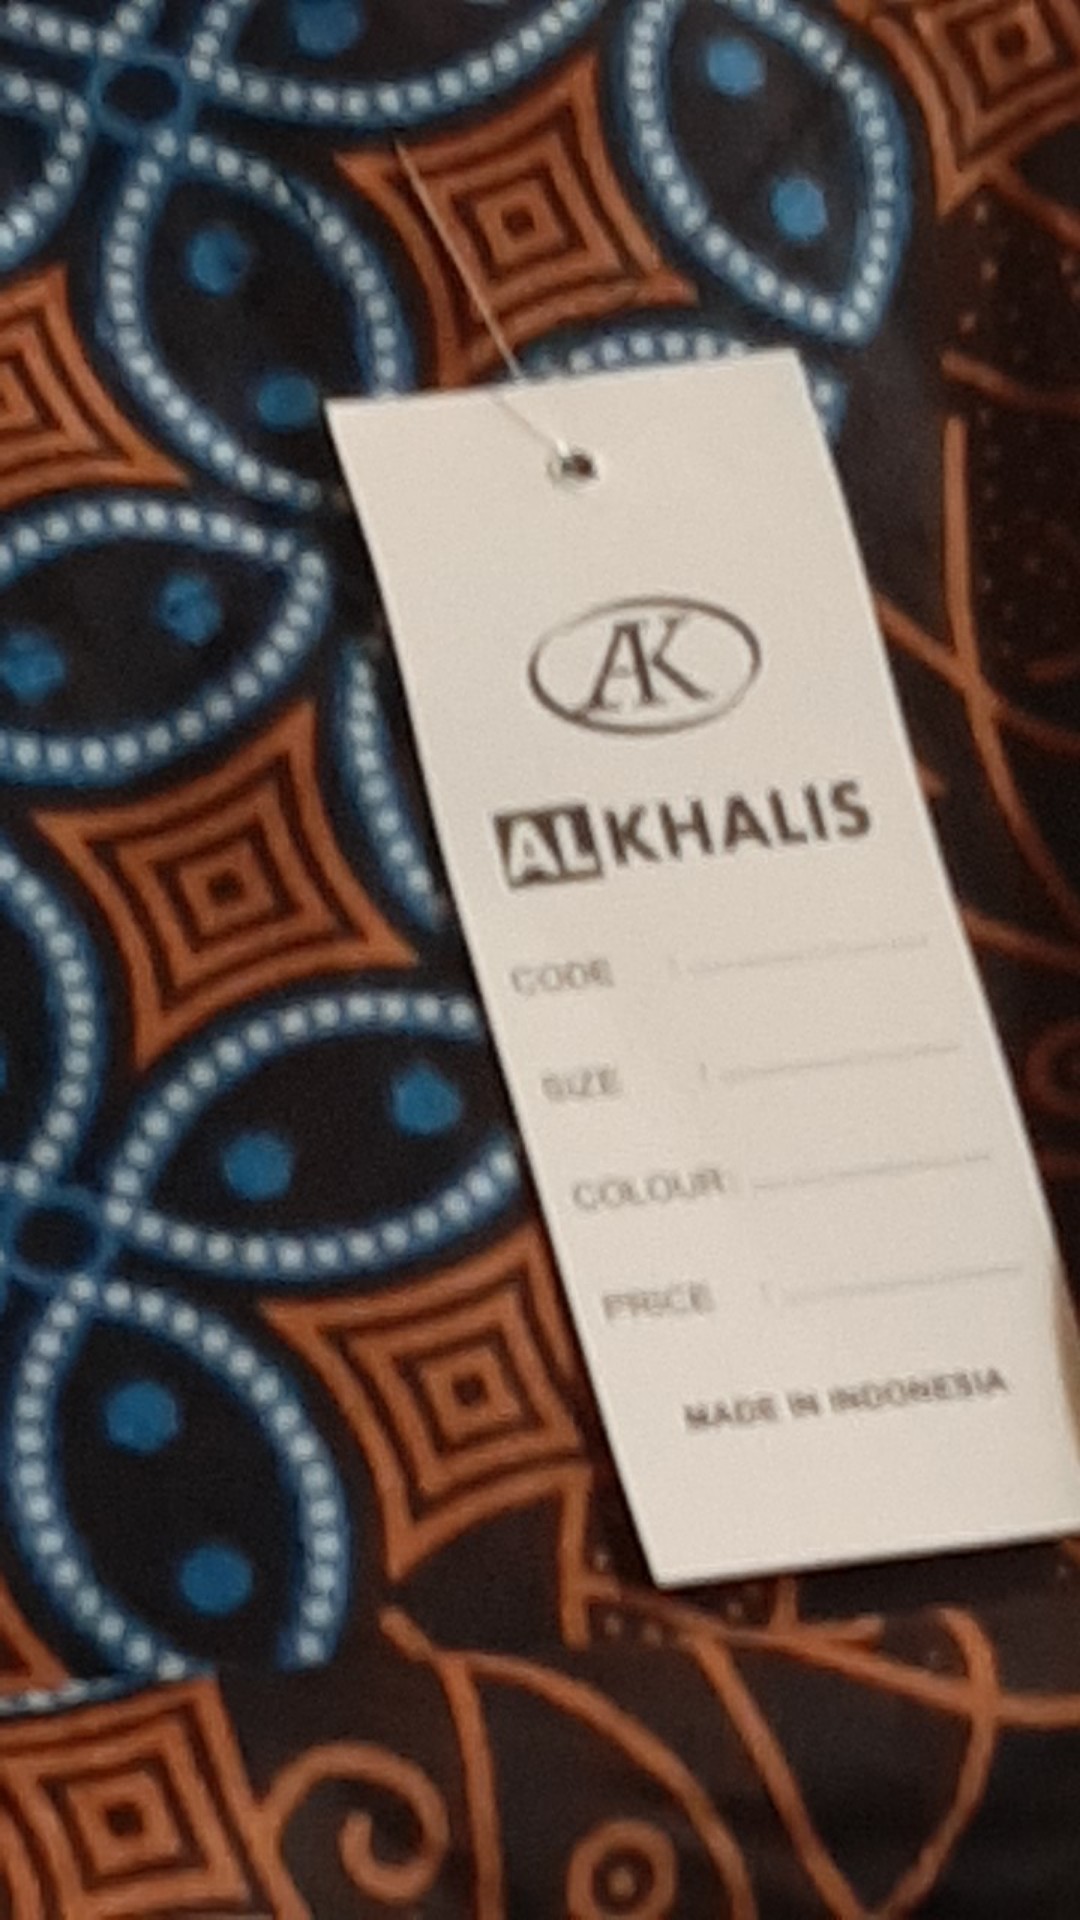 AK
ALKHALIS
CODE :
SIZE :
COLOUR :
PRICE :
MADE IN INDONESIA